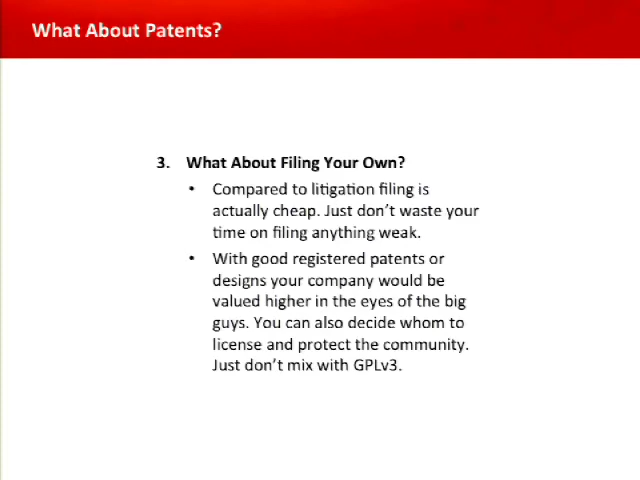 What About Patents?
3. What About Filing Your Own?
• Compared to litigation filing is
actually cheap. Just don't waste your
time on filing anything weak.
• With good registered patents or
designs your company would be
valued higher in the eyes of the big
guys. You can also decide whom to
license and protect the community.
Just don't mix with GPLv3.